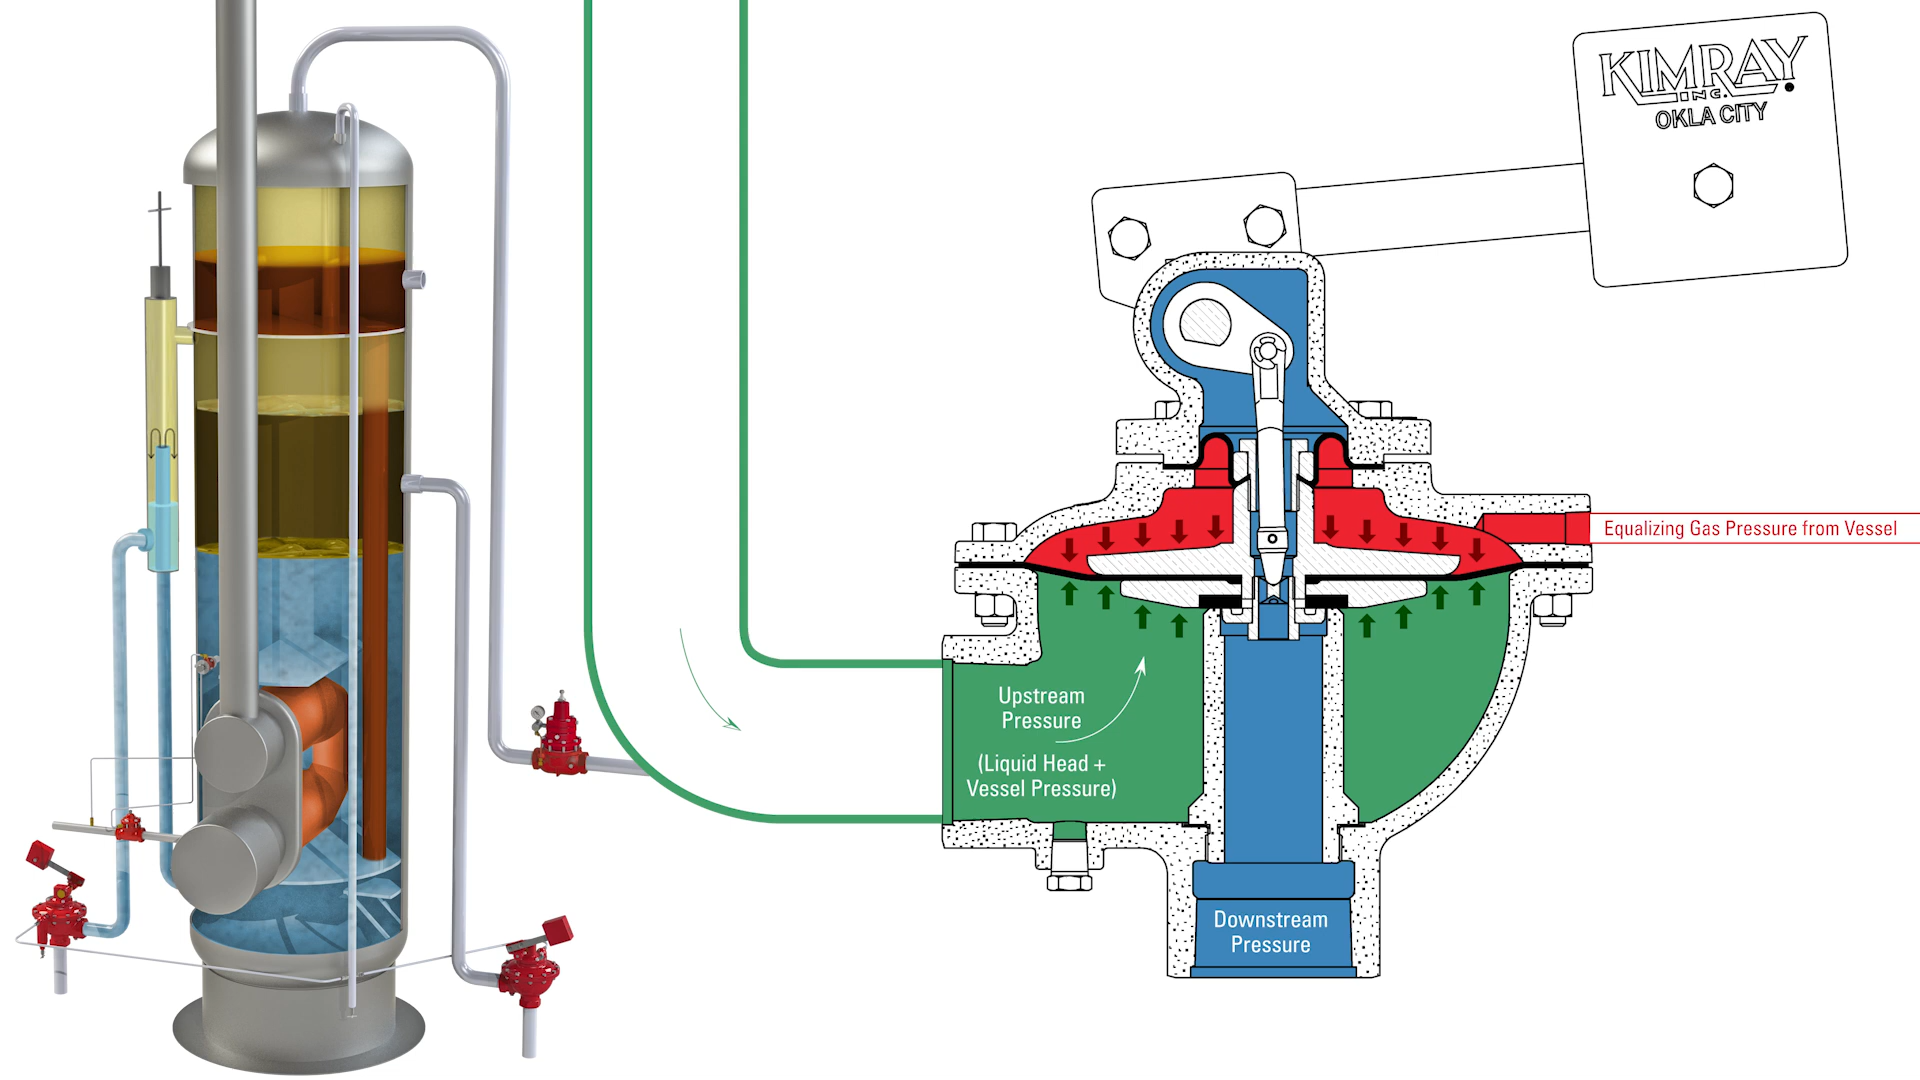 KIMRAY
INC.
OKLA CITY
Equalizing Gas Pressure from Vessel
Upstream
Pressure
(Liquid Head +
Vessel Pressure)
Downstream
Pressure